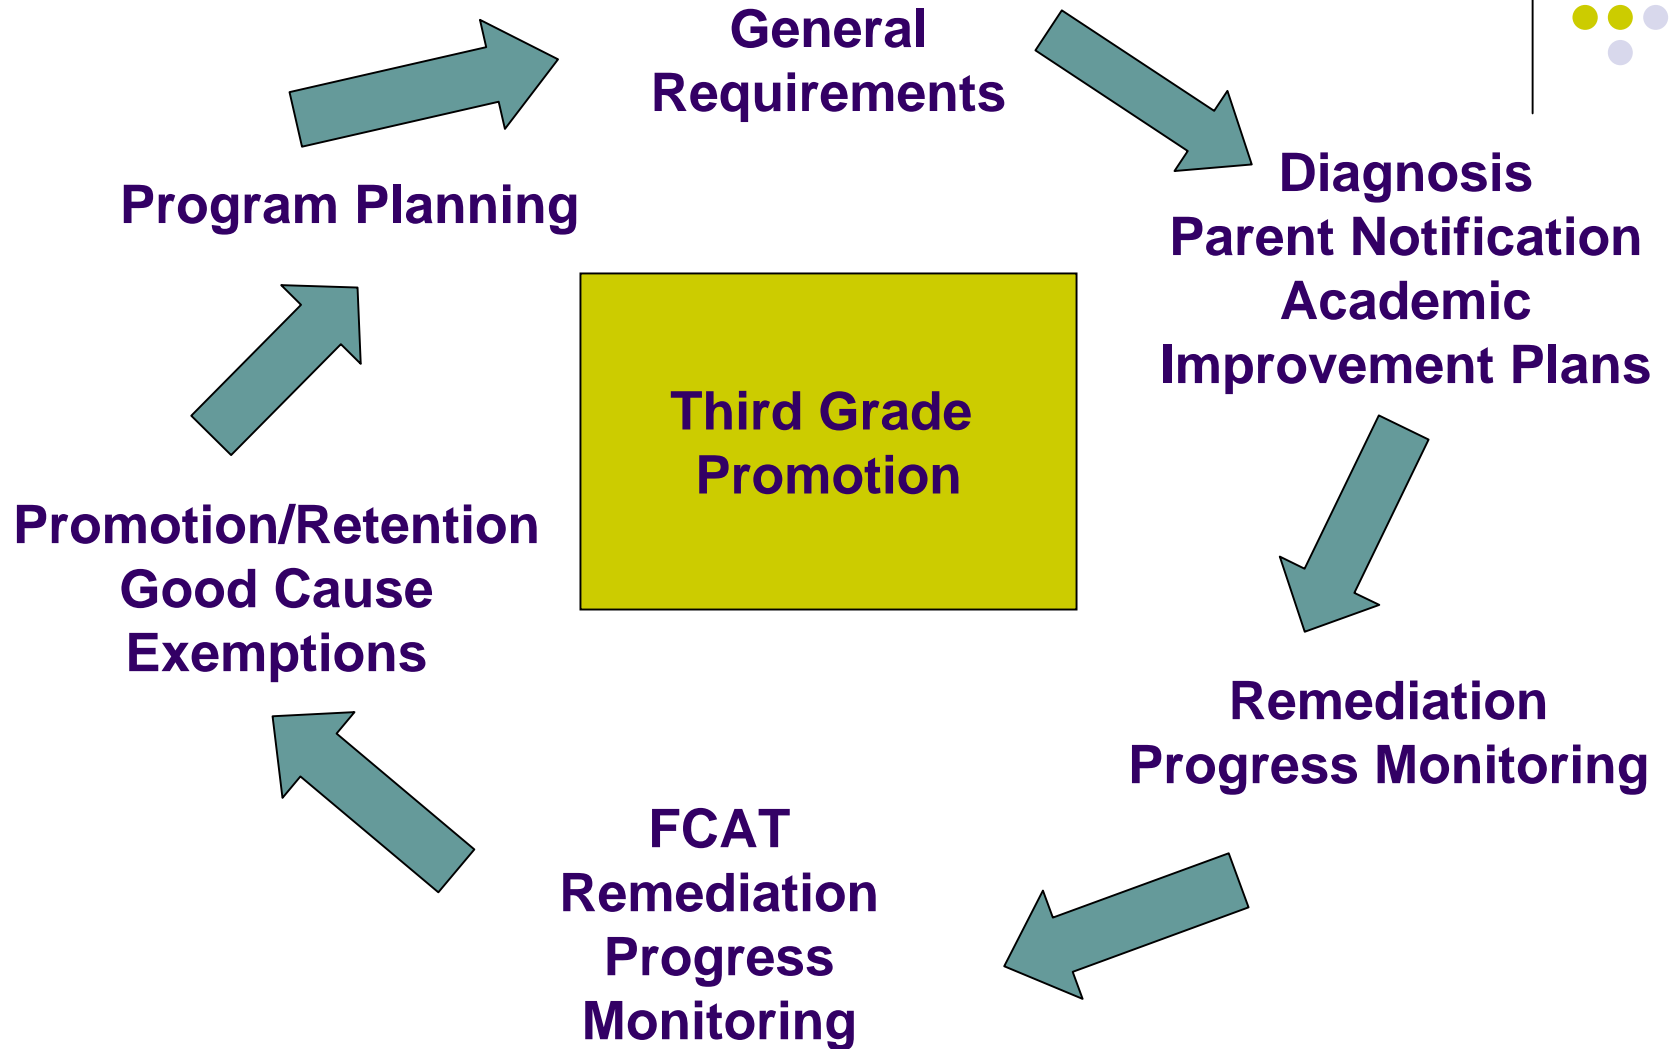 General
Requirements
Diagnosis
Parent Notification
Academic
Improvement Plans
Program Planning
Third Grade
Promotion
Promotion/Retention
Good Cause
Exemptions
Remediation
Progress Monitoring
FCAT
Remediation
Progress
Monitoring